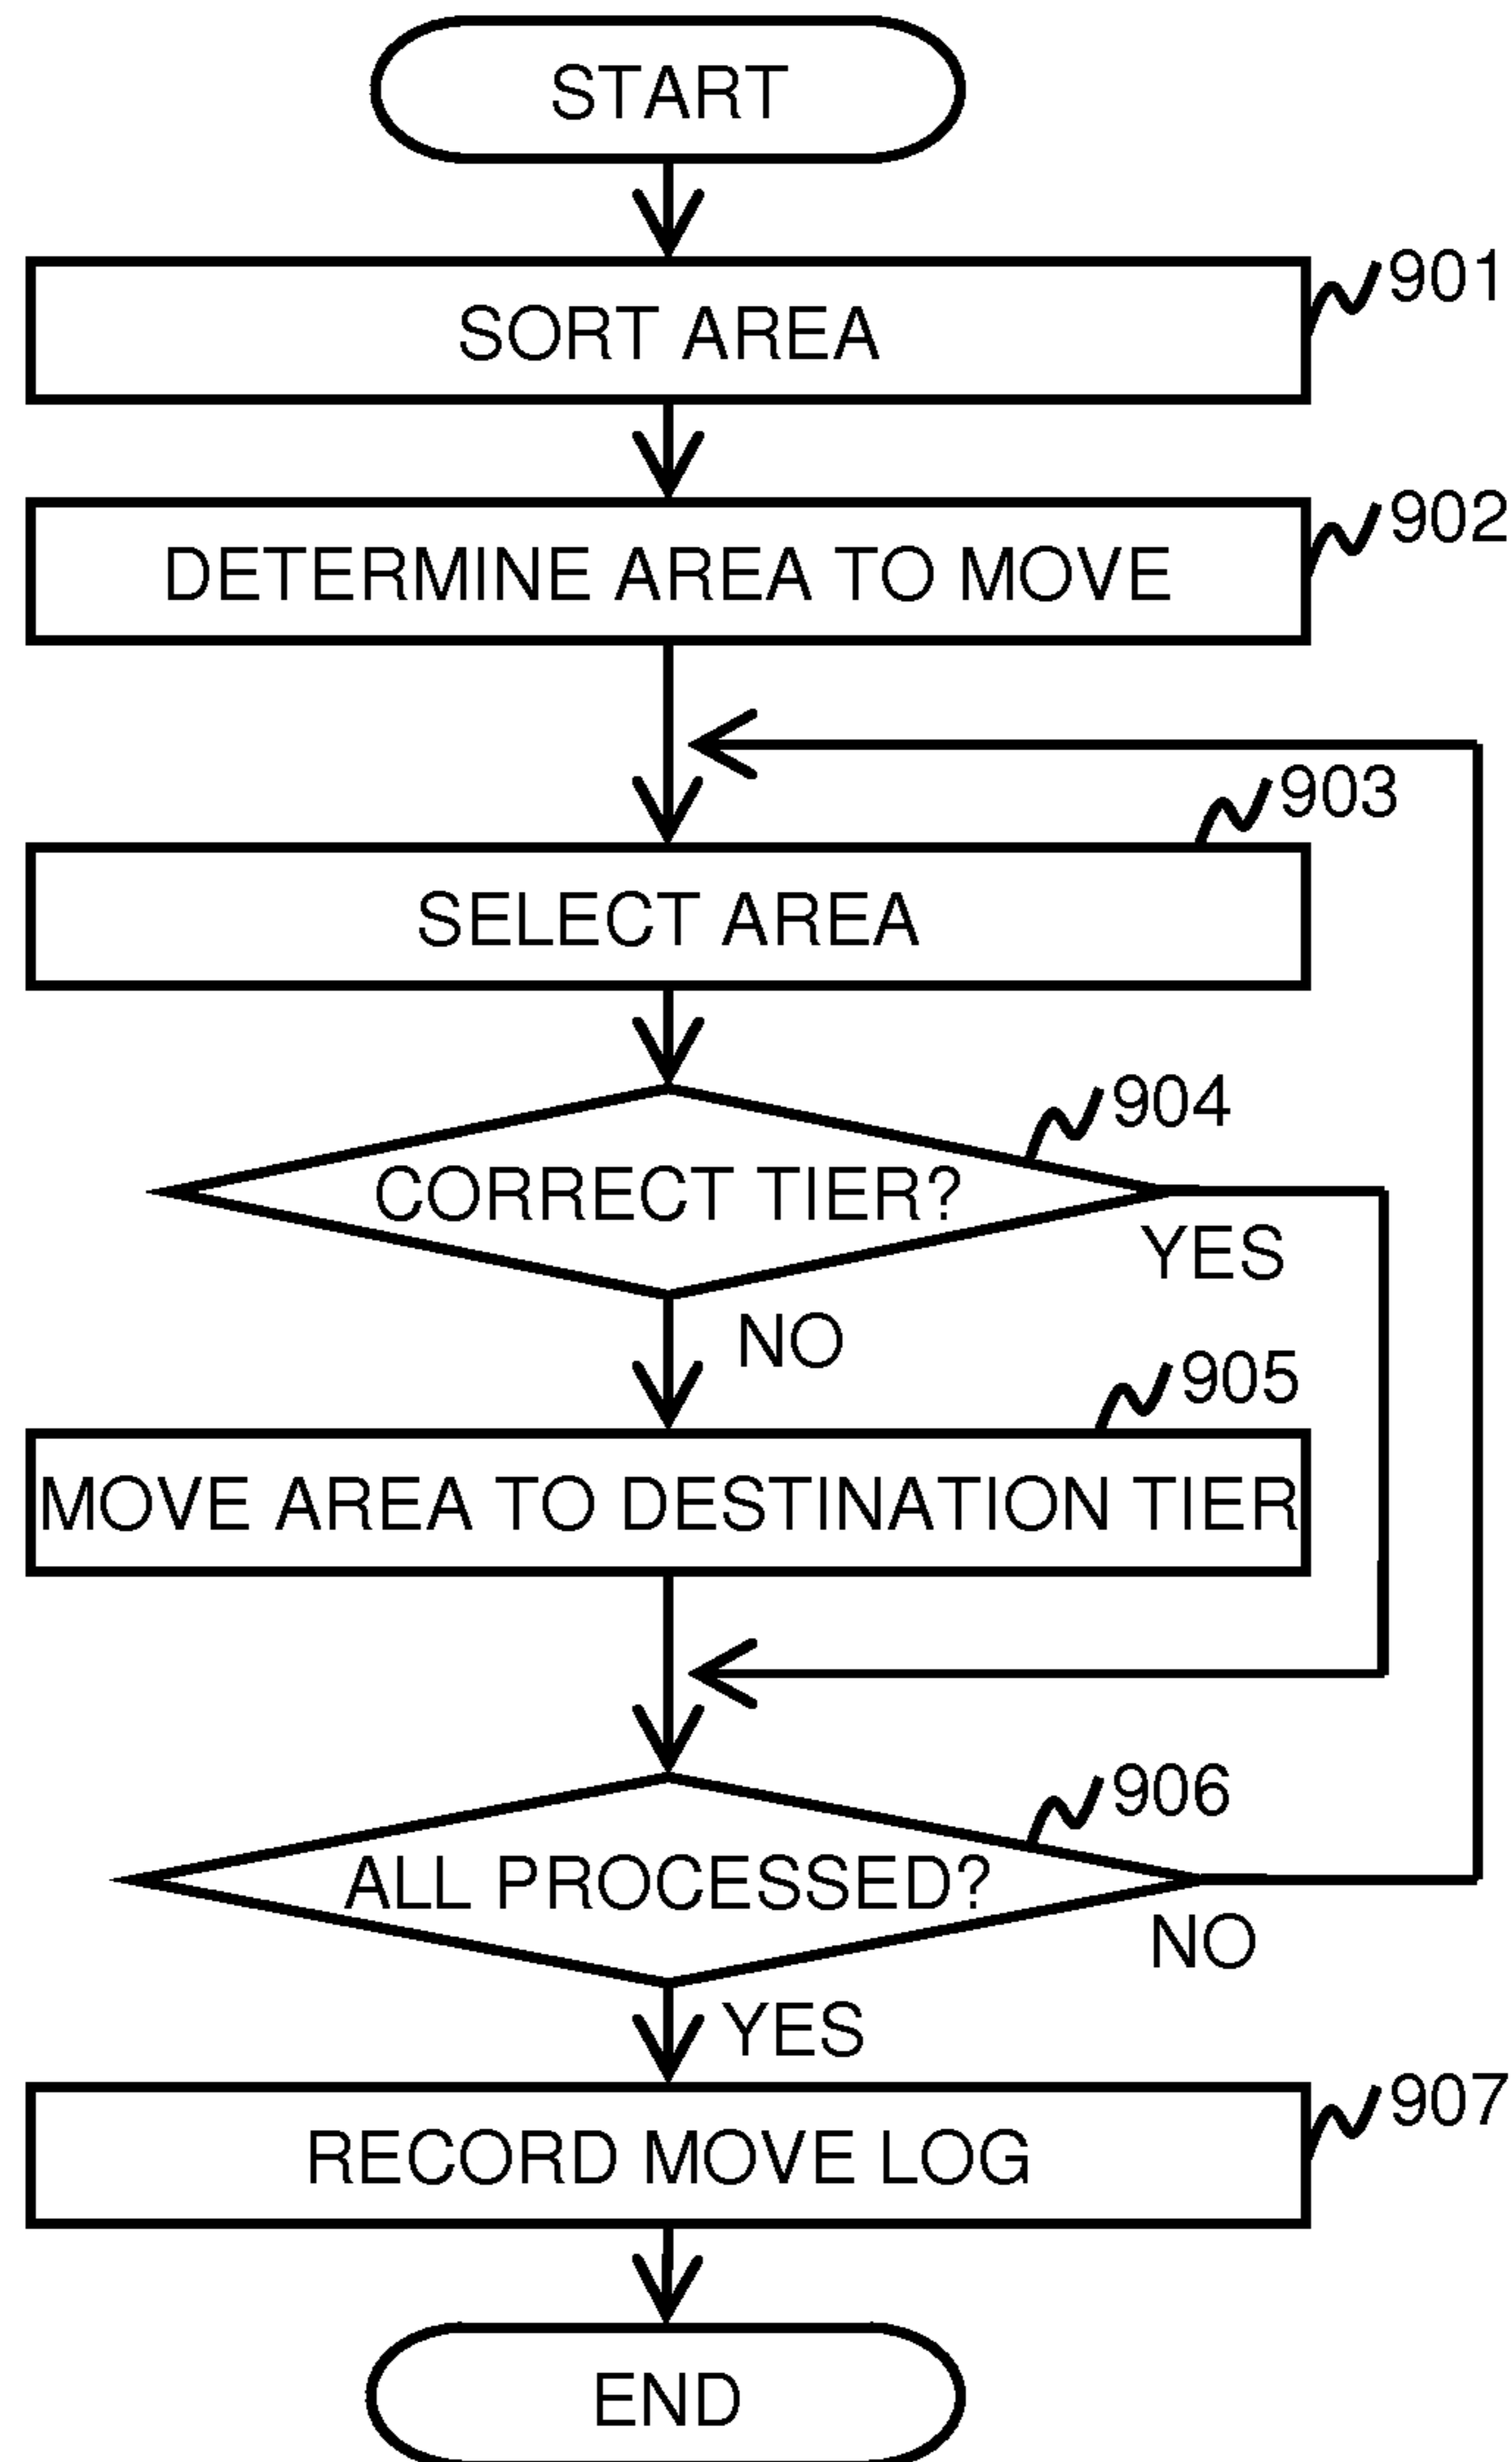 START
901
SORT AREA
902
DETERMINE AREA TO MOVE
903
SELECT AREA
904
CORRECT TIER?
YES
NO
905
MOVE AREA TO DESTINATION TIER
906
ALL PROCESSED?
NO
YES
907
RECORD MOVE LOG
END